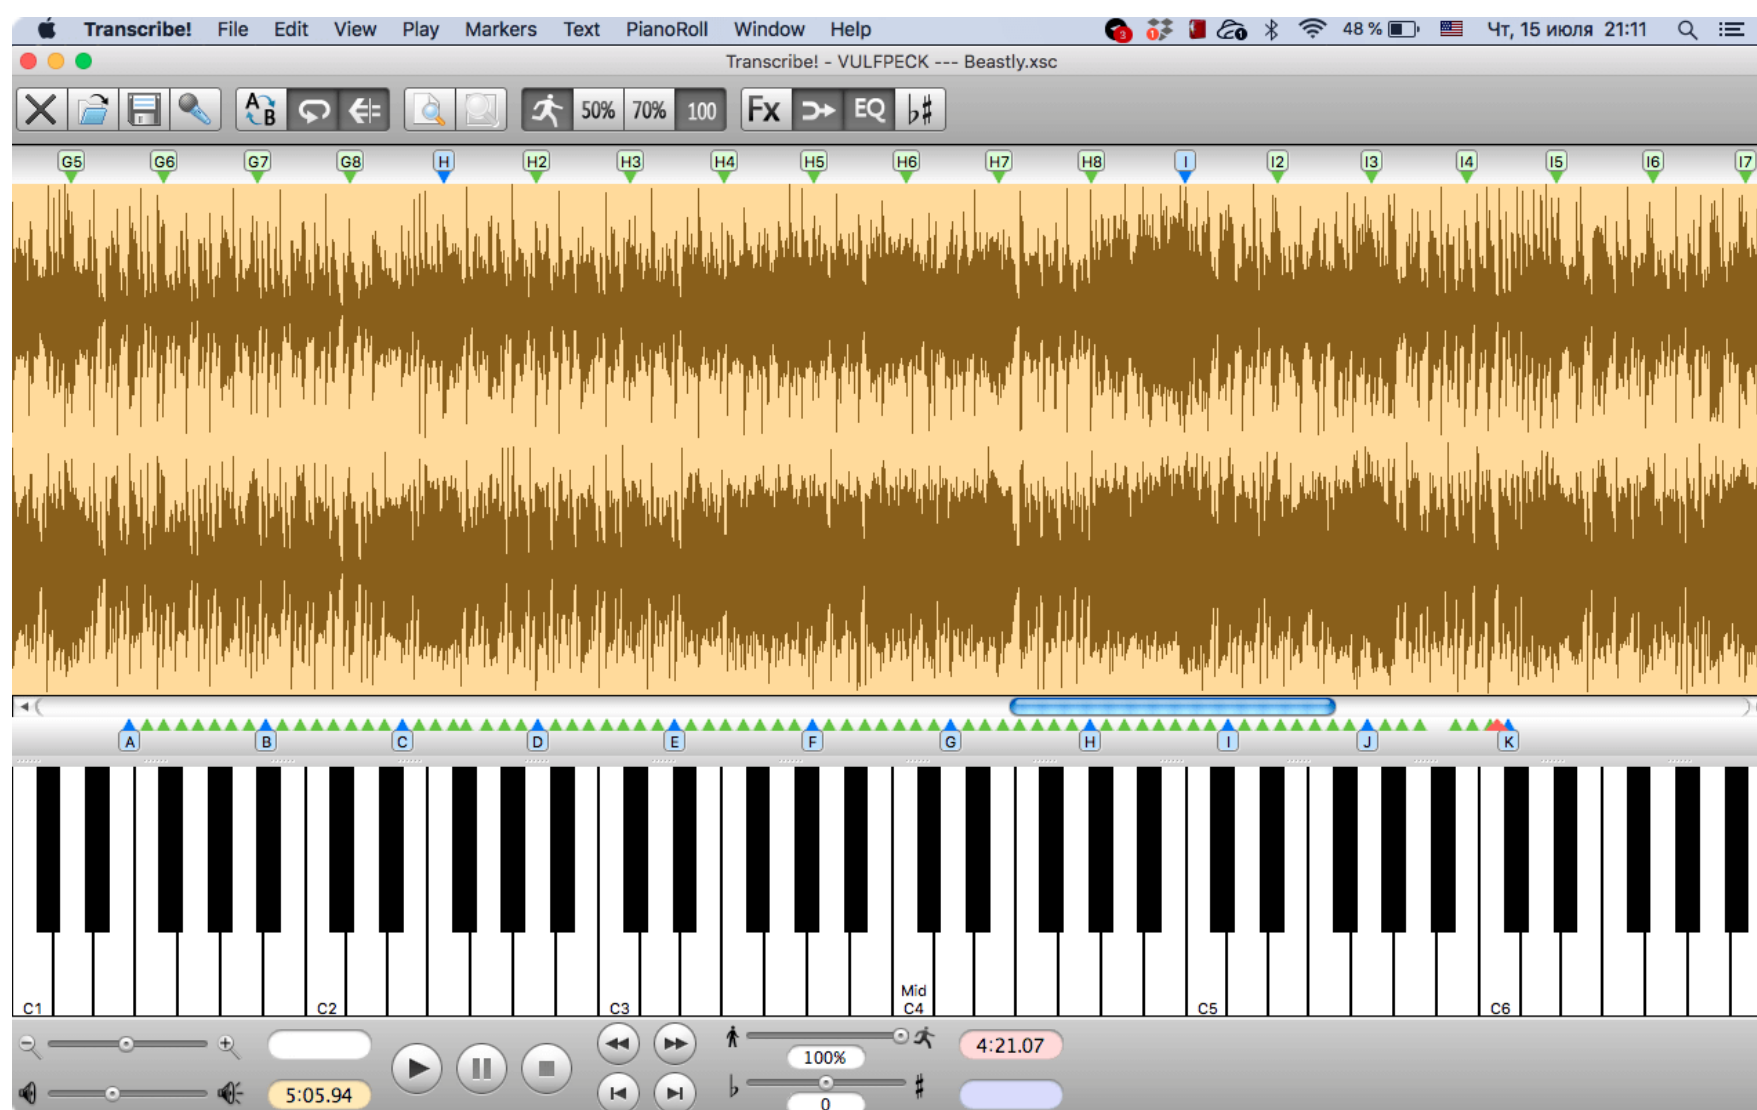 Transcribe! File Edit View Play Markers Text PianoRoll Window Help 3 1 1 48 % Чт, 15 июля 21:11
Transcribe! - VULFPECK --- Beastly.xsc
A B 50% 70% 100 Fx EQ ♭♯
G5 G6 G7 G8 H H2 H3 H4 H5 H6 H7 H8 I I2 I3 I4 I5 I6 I7
A B C D E F G H I J K
Mid
C1 C2 C3 C4 C5 C6
4:21.07
100%
5:05.94 ♭ ♯
0